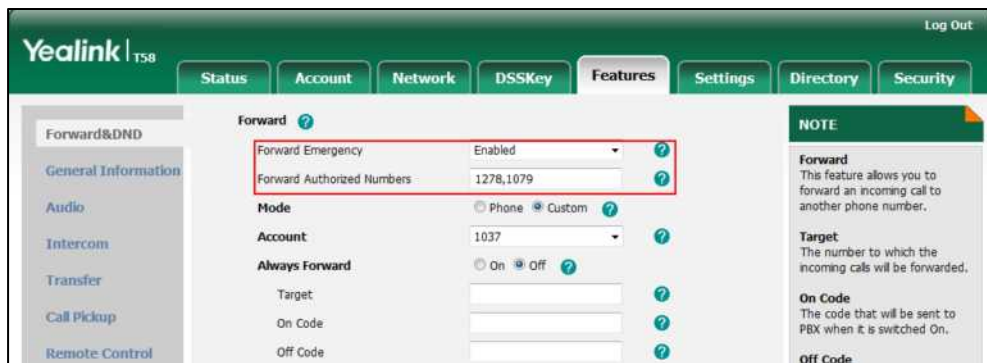 Log Out
Yealink | T58
Status Account Network DSSKey Features Settings Directory Security
Forward&DND
General Information
Audio
Intercom
Transfer
Call Pickup
Remote Control
Forward ?
Forward Emergency Enabled ?
Forward Authorized Numbers 1278,1079 ?
Mode Phone Custom ?
Account 1037 ?
Always Forward On Off ?
Target ?
On Code ?
Off Code ?
NOTE
Forward
This feature allows you to
forward an incoming call to
another phone number.
Target
The number to which the
incoming calls will be forwarded.
On Code
The code that will be sent to
PBX when it is switched On.
Off Code